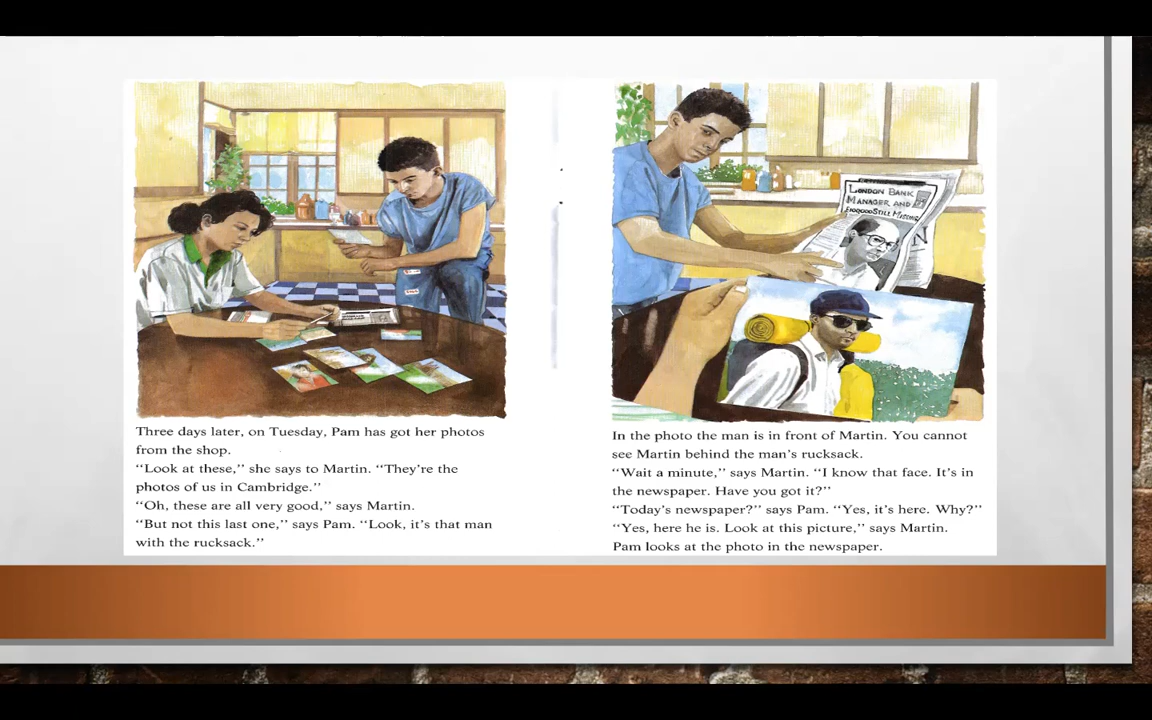 Three days later, on Tuesday, Pam has got her photos
from the shop.
“Look at these,” she says to Martin. “They’re the
photos of us in Cambridge.”
“Oh, these are all very good,” says Martin.
“But not this last one,” says Pam. “Look, it’s that man
with the rucksack.”
LONDON BANK
MANAGER AND
STILL MISSING
In the photo the man is in front of Martin. You cannot
see Martin behind the man’s rucksack.
“Wait a minute,” says Martin. “I know that face. It’s in
the newspaper. Have you got it?”
“Today’s newspaper?” says Pam. “Yes, it’s here. Why?”
“Yes, here he is. Look at this picture,” says Martin.
Pam looks at the photo in the newspaper.